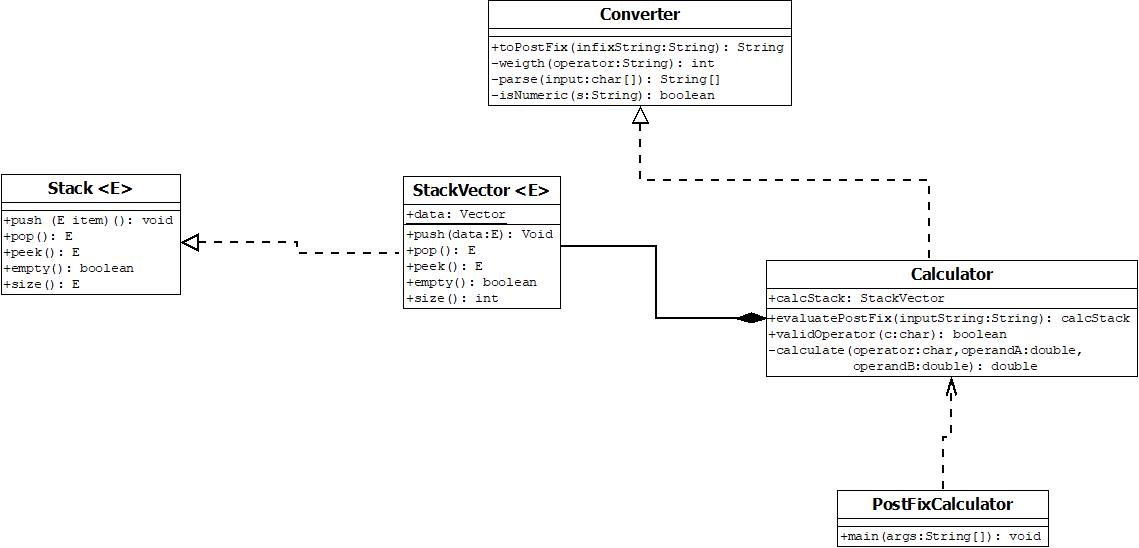 Converter
+toPostFix(infixString:String): String
-weigth(operator:String): int
-parse(input:char[]): String[]
-isNumeric(s:String): boolean
Stack <E>
+push (E item)(): void
+pop(): E
+peek(): E
+empty(): boolean
+size(): E
StackVector <E>
+data: Vector
+push(data:E): Void
+pop(): E
+peek(): E
+empty(): boolean
+size(): int
Calculator
+calcStack: StackVector
+evaluatePostFix(inputString:String): calcStack
+validOperator(c:char): boolean
-calculate(operator:char,operandA:double,
operandB:double): double
PostFixCalculator
+main(args:String[]): void